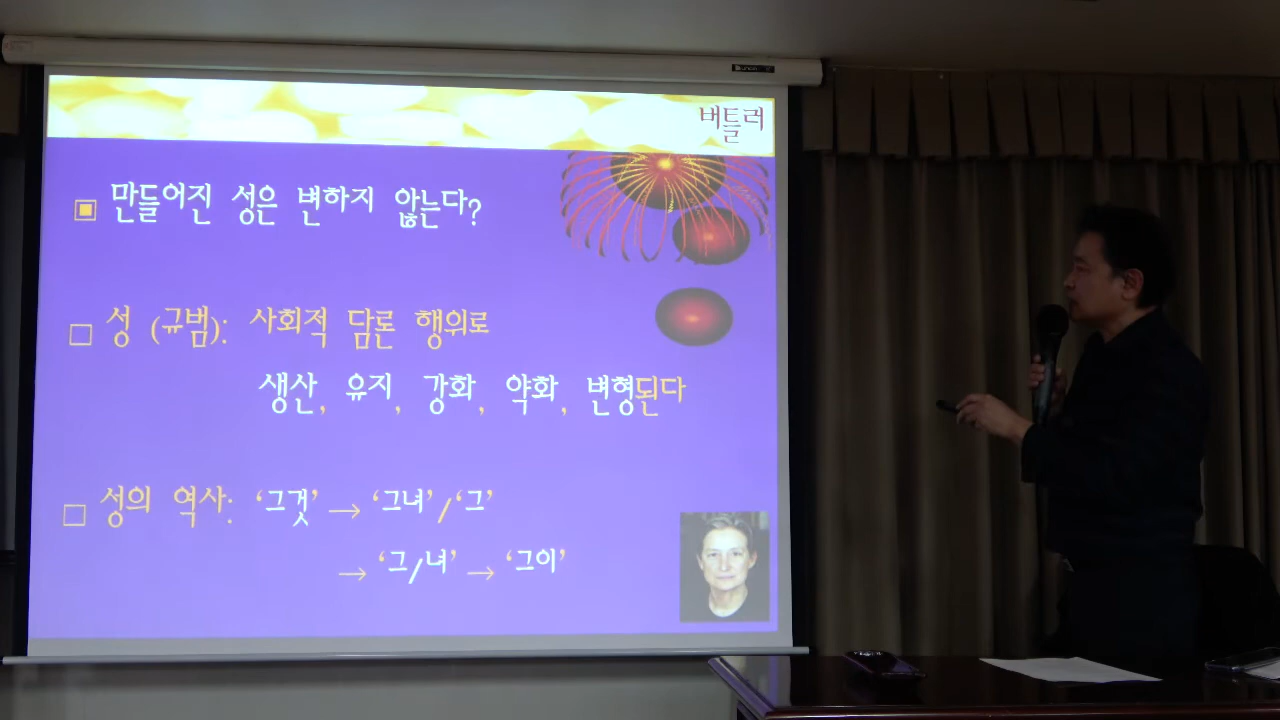 버틀러
만들어진 성은 변하지 않는다?
성 (규범): 사회적 담론 행위로
생산, 유지, 강화, 약화, 변형된다
성의 역사: ‘그것’ → ‘그녀’/‘그’
→ ‘그/녀’ → ‘그이’